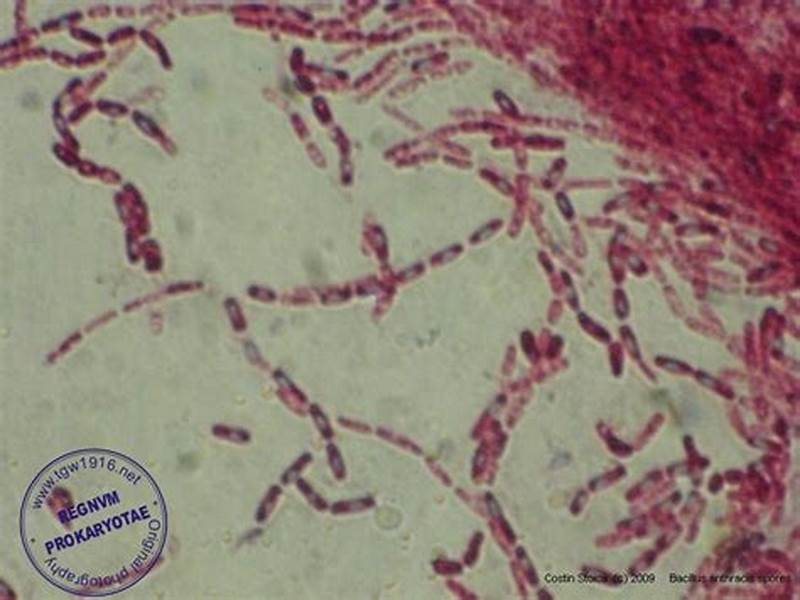 www.tgw1916.net
REGNVM
PROKARYOTAE
Original photography
Costin Stoica (c) 2009 Bacillus anthracis spores